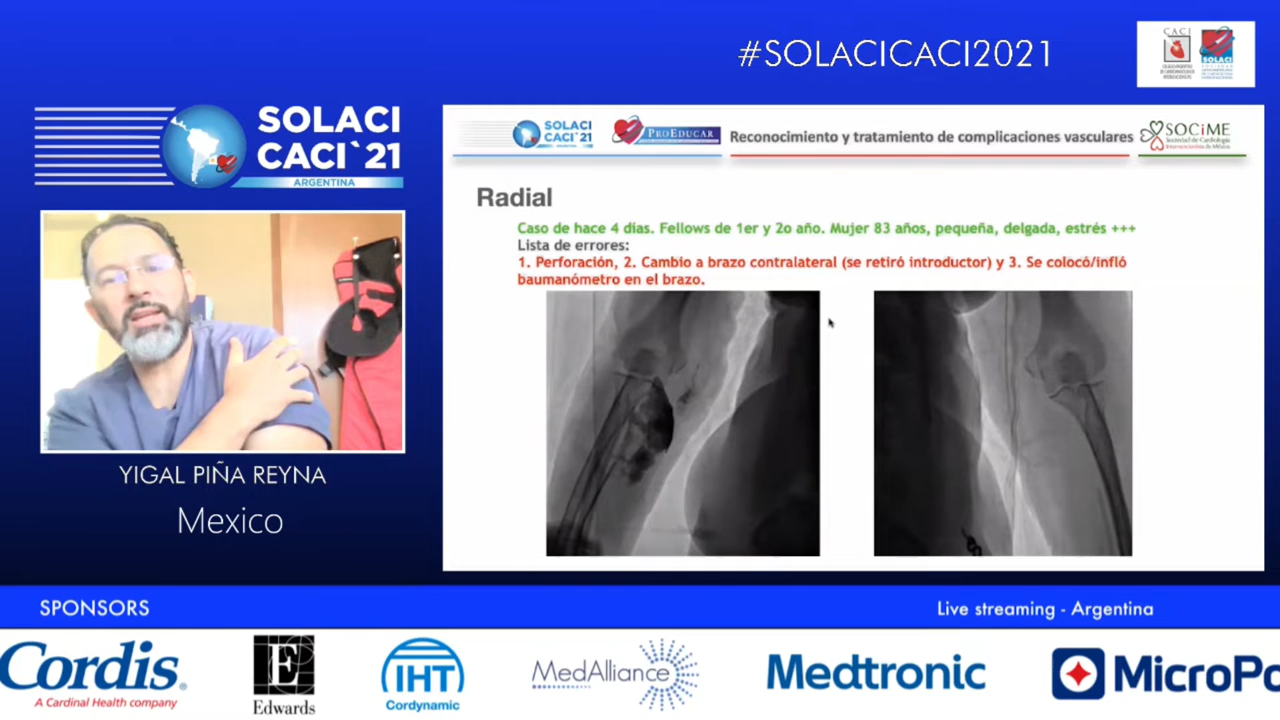 #SOLACICACI2021
CACI
SOLACI
SOLACI
CACI`21
ARGENTINA
SOLACI
CACI`21
PROEDUCAR
Reconocimiento y tratamiento de complicaciones vasculares
SOCiME
Sociedad de Cardiología
Intervencionista de México
Radial
Caso de hace 4 días. Fellows de 1er y 2o año. Mujer 83 años, pequeña, delgada, estrés +++
Lista de errores:
1. Perforación, 2. Cambio a brazo contralateral (se retiró introductor) y 3. Se colocó/infló
baumanómetro en el brazo.
YIGAL PIÑA REYNA
Mexico
SPONSORS
Live streaming - Argentina
Cordis®
A Cardinal Health company
E
Edwards
IHT
Cordynamic
MedAlliance
Medtronic
MicroPo